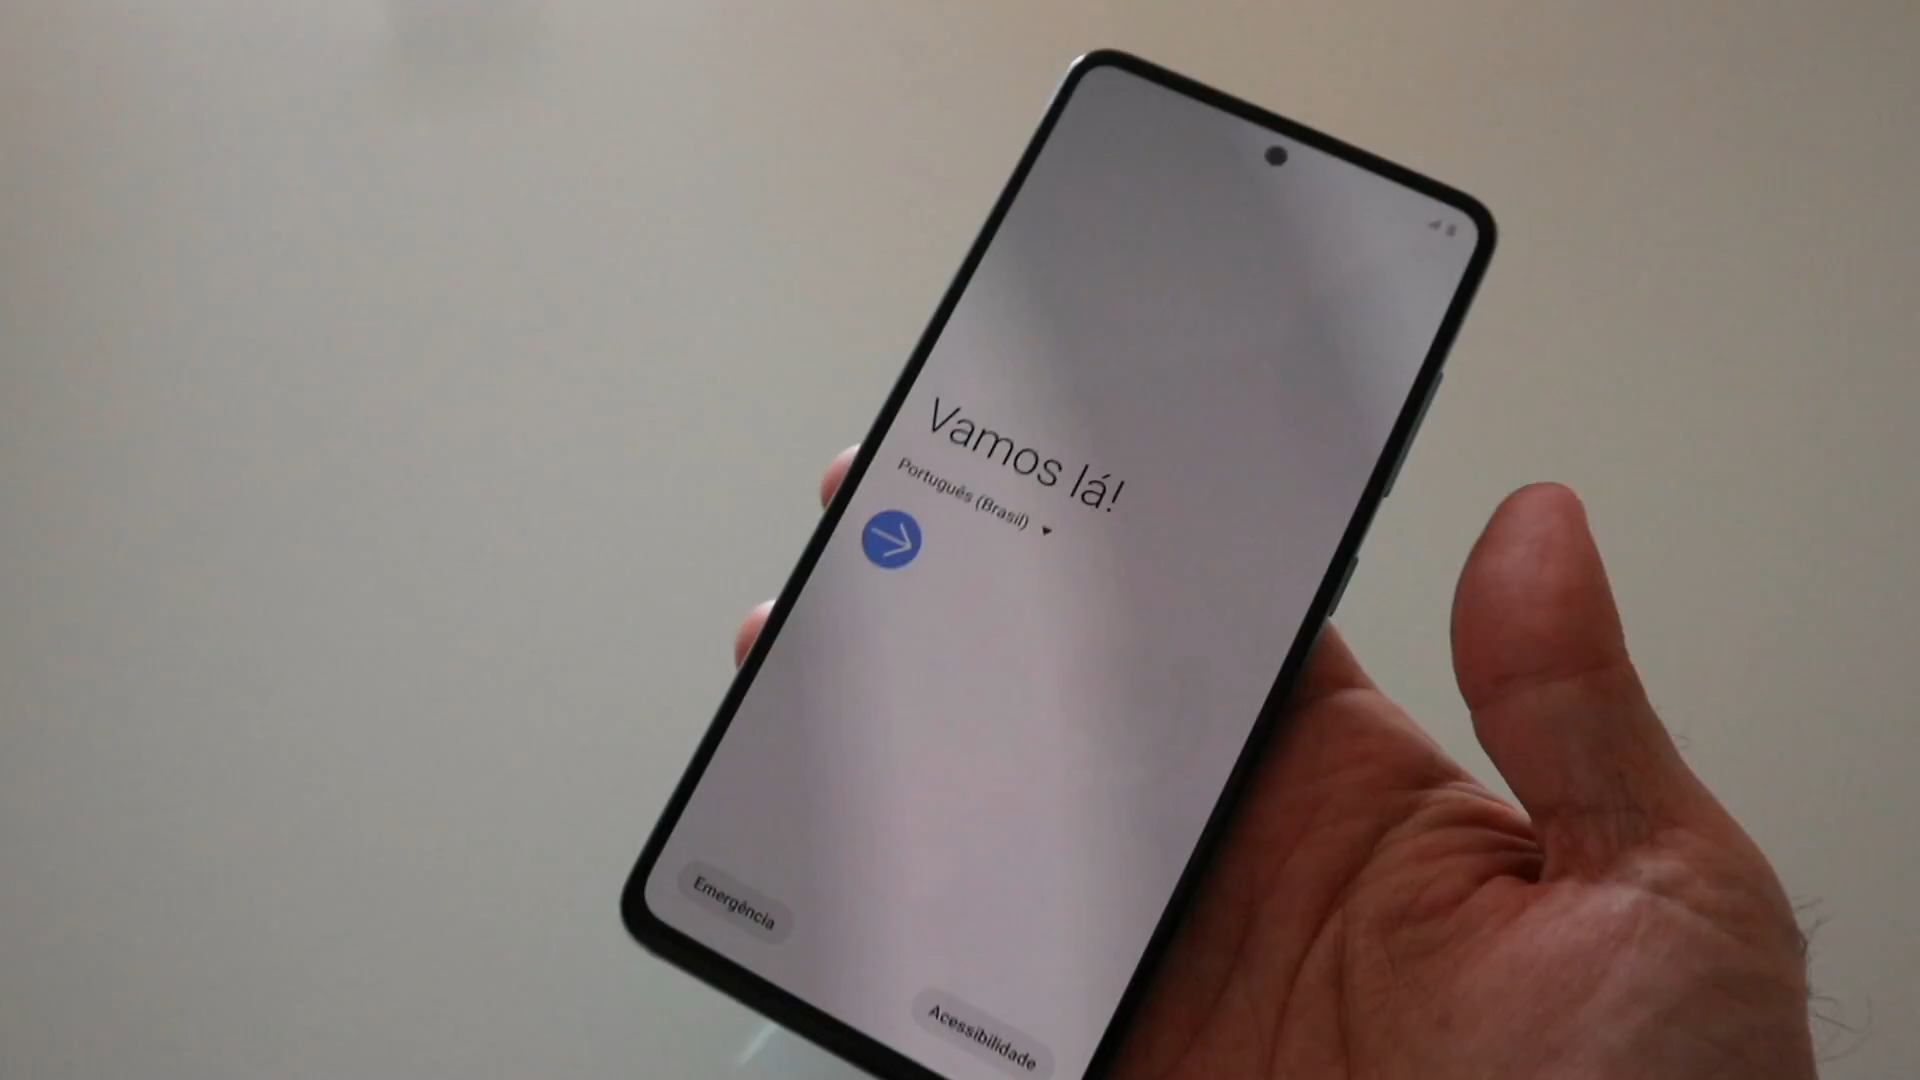 Vamos lá!
Português (Brasil)
Emergência
Acessibilidade